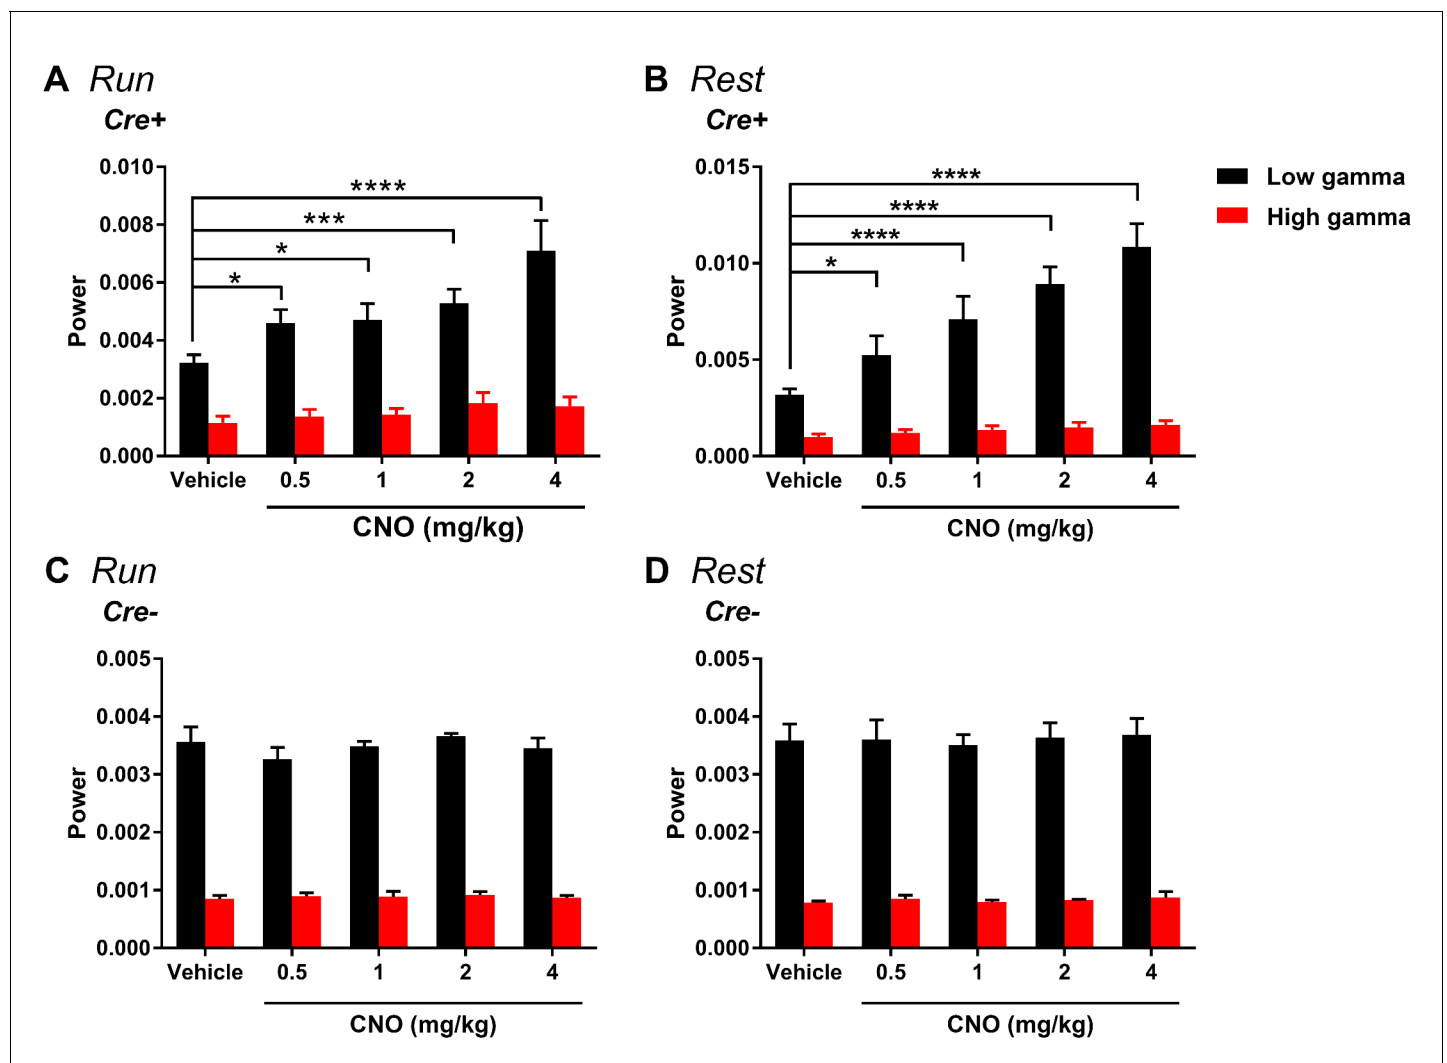 A Run
Cre+
0.010
0.008
0.006
0.004
0.002
0.000
Power
****
***
*
*
Vehicle 0.5 1 2 4
CNO (mg/kg)
B Rest
Cre+
0.015
0.010
0.005
0.000
Power
****
****
****
*
Vehicle 0.5 1 2 4
CNO (mg/kg)
Low gamma
High gamma
C Run
Cre-
0.005
0.004
0.003
0.002
0.001
0.000
Power
Vehicle 0.5 1 2 4
CNO (mg/kg)
D Rest
Cre-
0.005
0.004
0.003
0.002
0.001
0.000
Power
Vehicle 0.5 1 2 4
CNO (mg/kg)